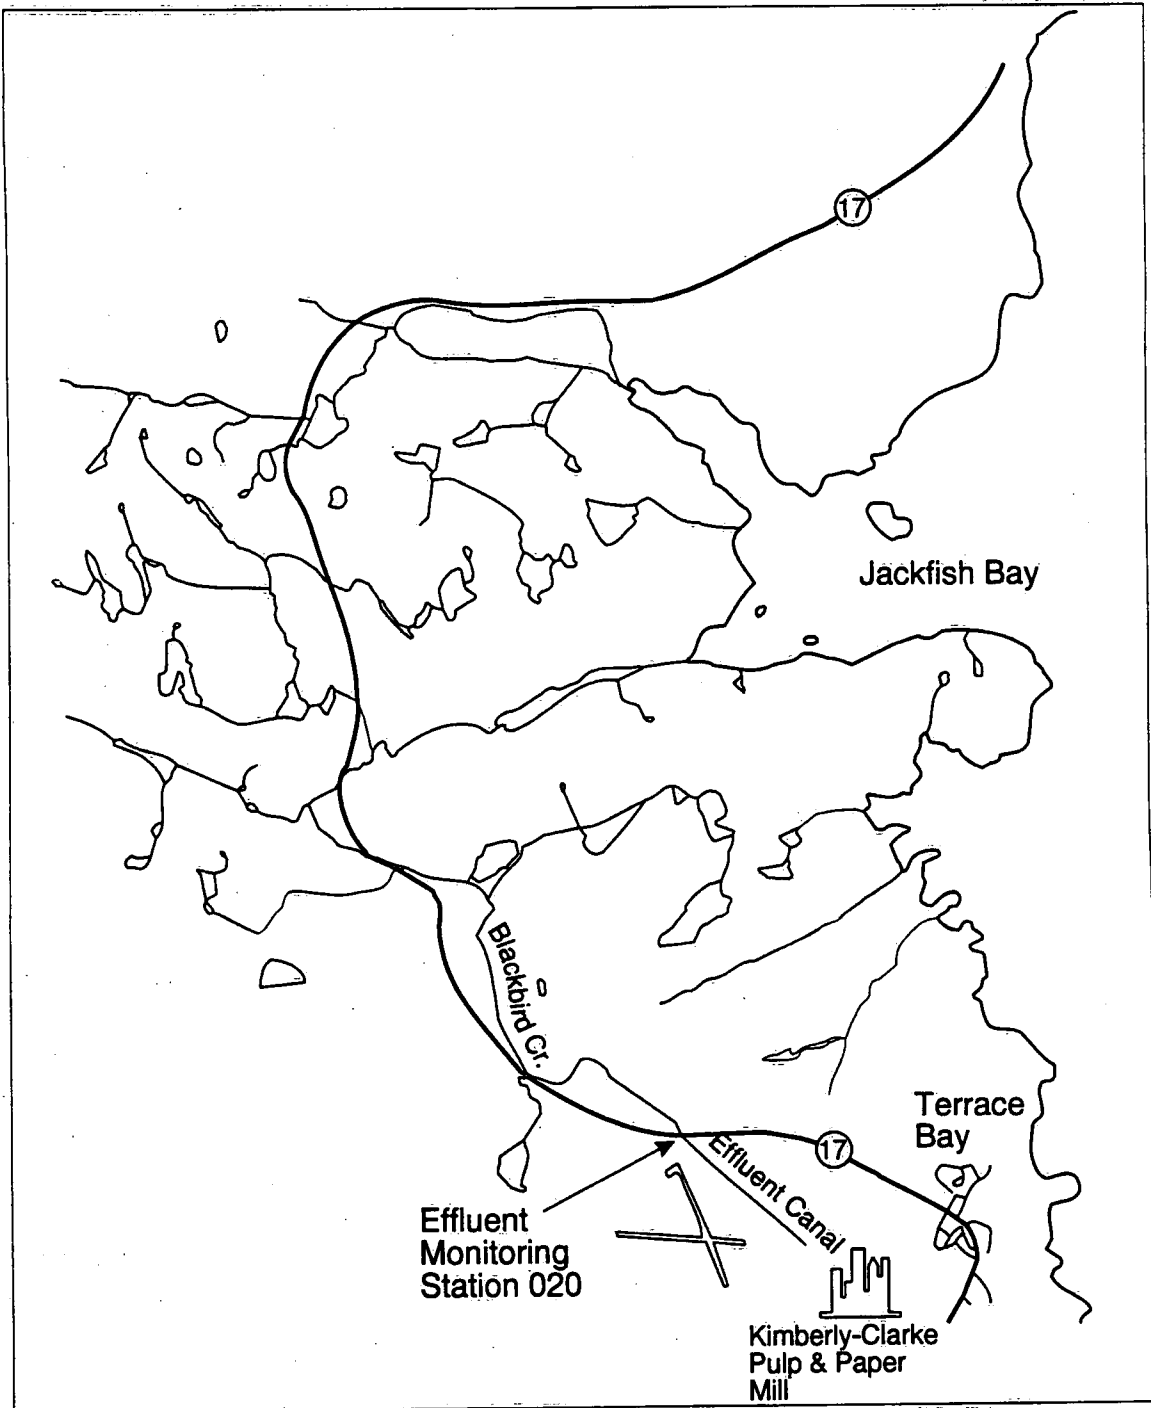 17
Jackfish Bay
Blackbird Cr.
Terrace
Bay
17
Effluent Canal
Effluent
Monitoring
Station 020
Kimberly-Clarke
Pulp & Paper
Mill